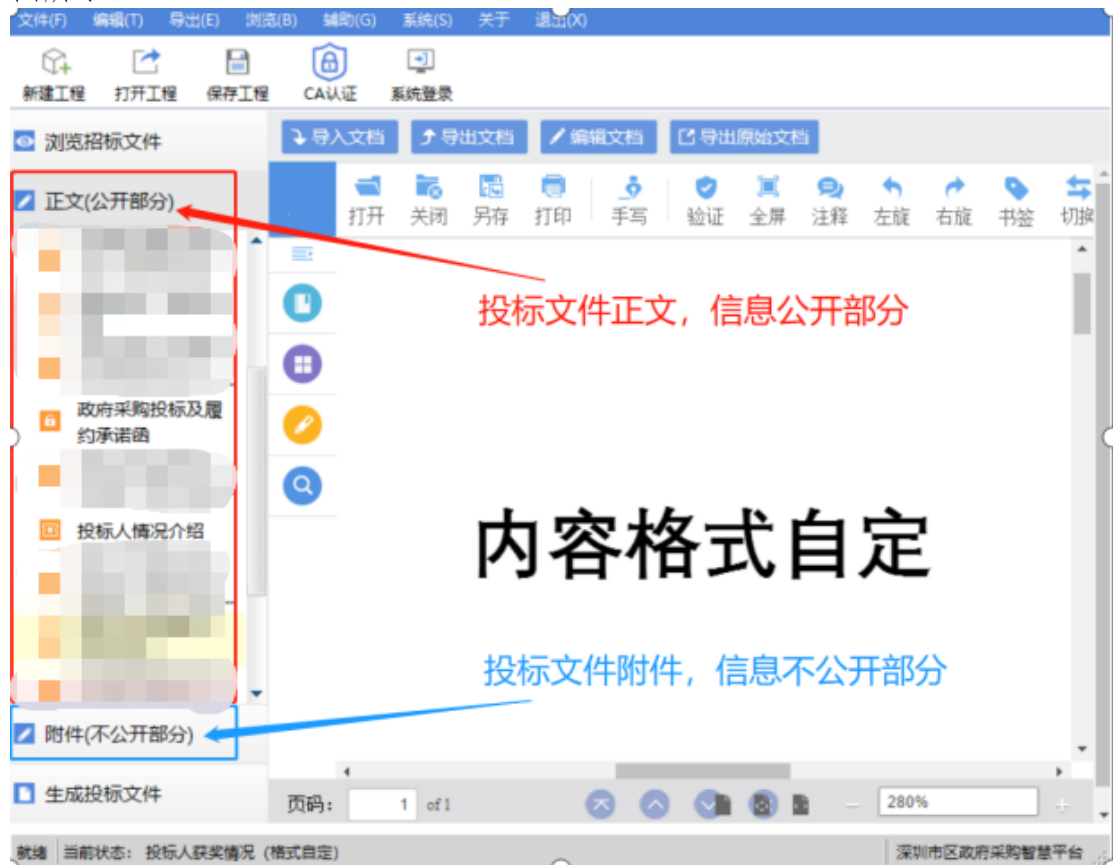 文件(F) 编辑(T) 导出(E) 浏览(B) 辅助(G) 系统(S) 关于 退出(X)
新建工程 打开工程 保存工程 CA认证 系统登录
浏览招标文件
导入文档 导出文档 编辑文档 导出原始文档
正文(公开部分)
打开 关闭 另存 打印 手写 验证 全屏 注释 左旋 右旋 书签 切换
投标文件正文，信息公开部分
政府采购投标及履
约承诺函
投标人情况介绍
内容格式自定
投标文件附件，信息不公开部分
附件(不公开部分)
生成投标文件
页码： 1 of 1 280%
就绪 当前状态： 投标人获奖情况（格式自定） 深圳市区政府采购智慧平台